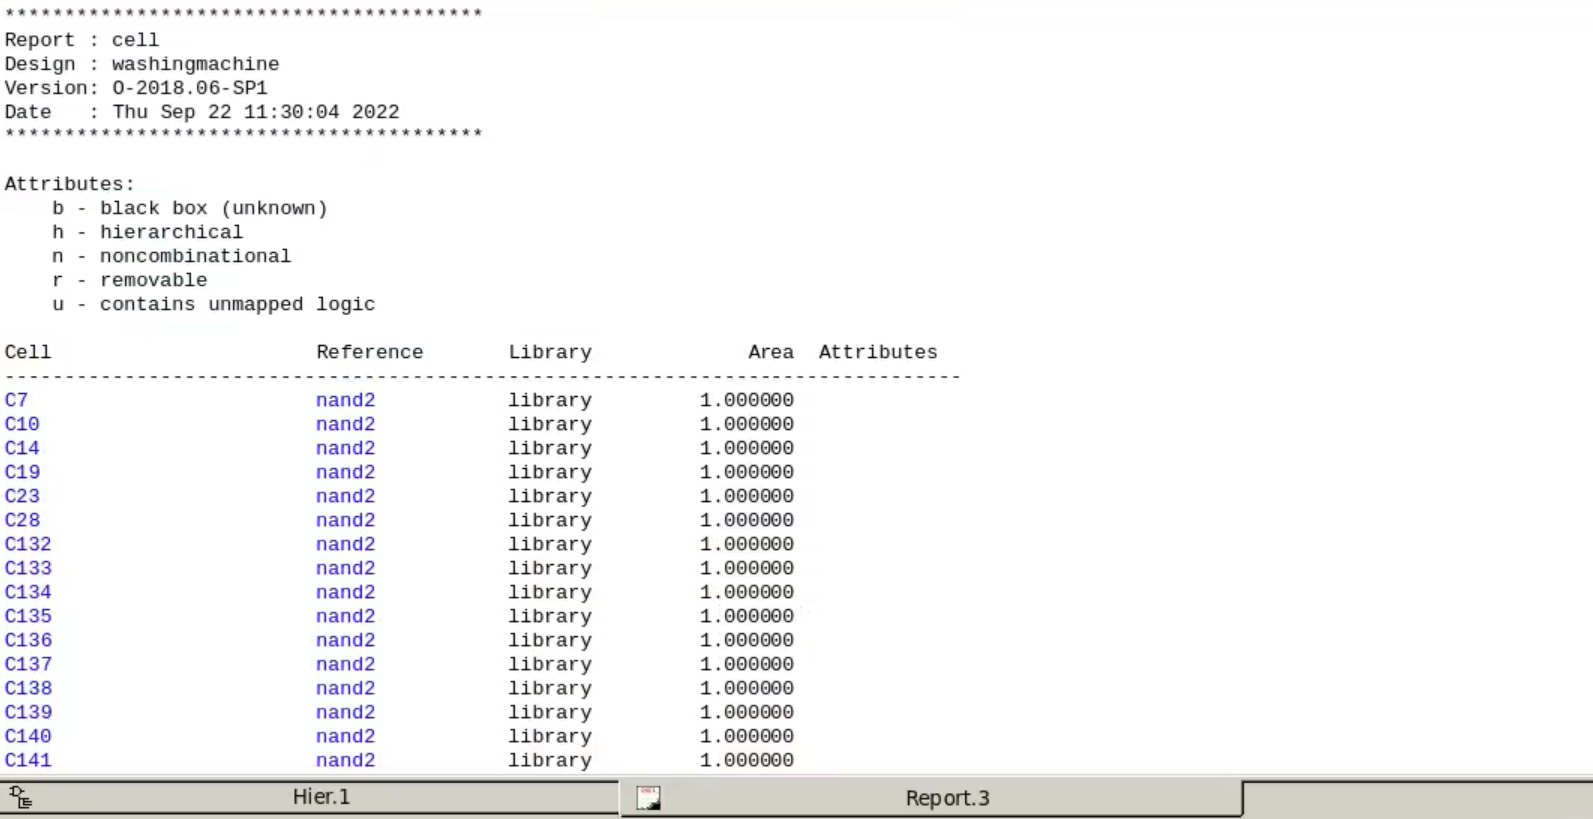 ****************************************
Report : cell
Design : washingmachine
Version: O-2018.06-SP1
Date   : Thu Sep 22 11:30:04 2022
****************************************
Attributes:
    b - black box (unknown)
    h - hierarchical
    n - noncombinational
    r - removable
    u - contains unmapped logic
Cell                      Reference       Library             Area  Attributes
--------------------------------------------------------------------------------
C7                        nand2           library         1.000000
C10                       nand2           library         1.000000
C14                       nand2           library         1.000000
C19                       nand2           library         1.000000
C23                       nand2           library         1.000000
C28                       nand2           library         1.000000
C132                      nand2           library         1.000000
C133                      nand2           library         1.000000
C134                      nand2           library         1.000000
C135                      nand2           library         1.000000
C136                      nand2           library         1.000000
C137                      nand2           library         1.000000
C138                      nand2           library         1.000000
C139                      nand2           library         1.000000
C140                      nand2           library         1.000000
C141                      nand2           library         1.000000
Hier.1 Report.3